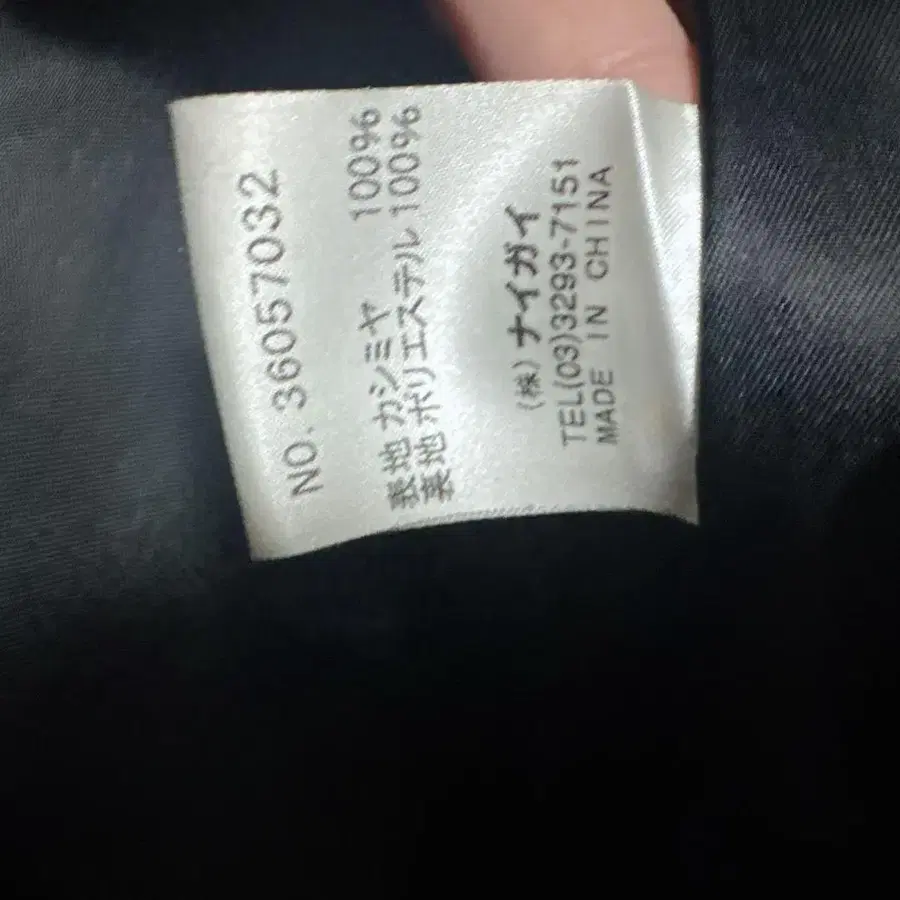 NO. 36057032
表地 カシミヤ 100%
裏地 ポリエステル 100%
(株) ナイガイ
TEL(03)3293-7151
MADE IN CHINA